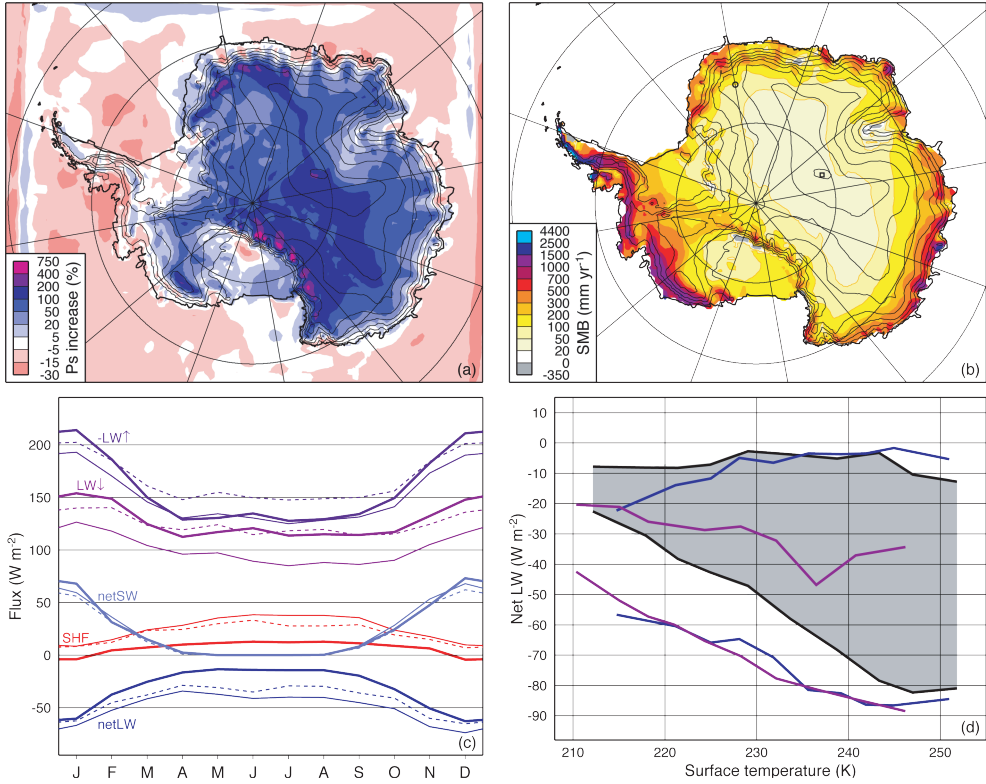 750
400
200
100
50
20
5
-5
-15
-30
Ps increase (%)
(a)
4400
2500
1500
1000
700
500
300
200
100
50
20
0
-350
SMB (mm yr-1)
(b)
200
150
100
50
0
-50
Flux (W m-2)
-LW↑
LW↓
netSW
SHF
netLW
J F M A M J J A S O N D
(c)
10
0
-10
-20
-30
-40
-50
-60
-70
-80
-90
Net LW (W m-2)
210 220 230 240 250
Surface temperature (K)
(d)